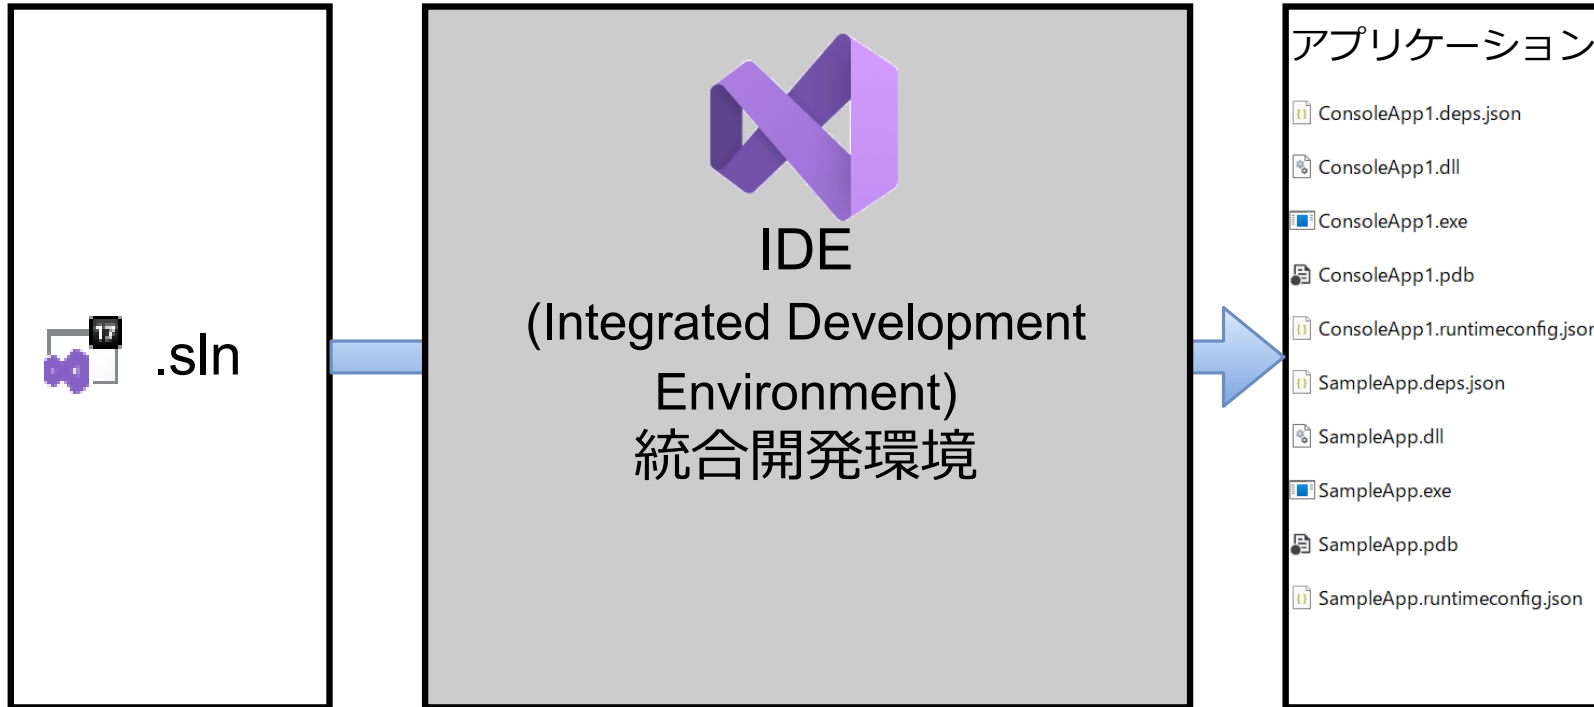 17
.sln
IDE
(Integrated Development
Environment)
統合開発環境
アプリケーション
ConsoleApp1.deps.json
ConsoleApp1.dll
ConsoleApp1.exe
ConsoleApp1.pdb
ConsoleApp1.runtimeconfig.json
SampleApp.deps.json
SampleApp.dll
SampleApp.exe
SampleApp.pdb
SampleApp.runtimeconfig.json